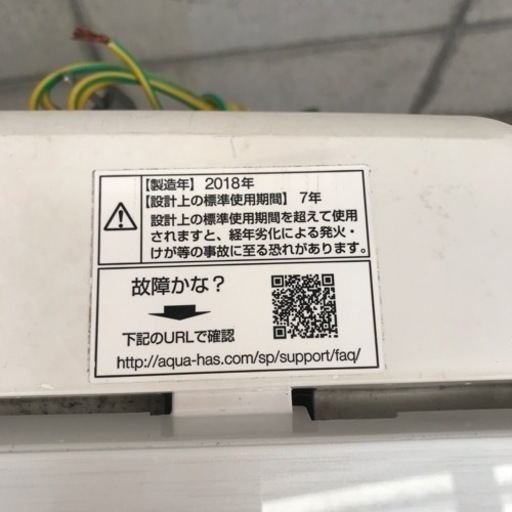 【製造年】 2018年
【設計上の標準使用期間】 7年
設計上の標準使用期間を超えて使用
されますと、経年劣化による発火・
けが等の事故に至る恐れがあります。
故障かな？
下記のURLで確認
http://aqua-has.com/sp/support/faq/